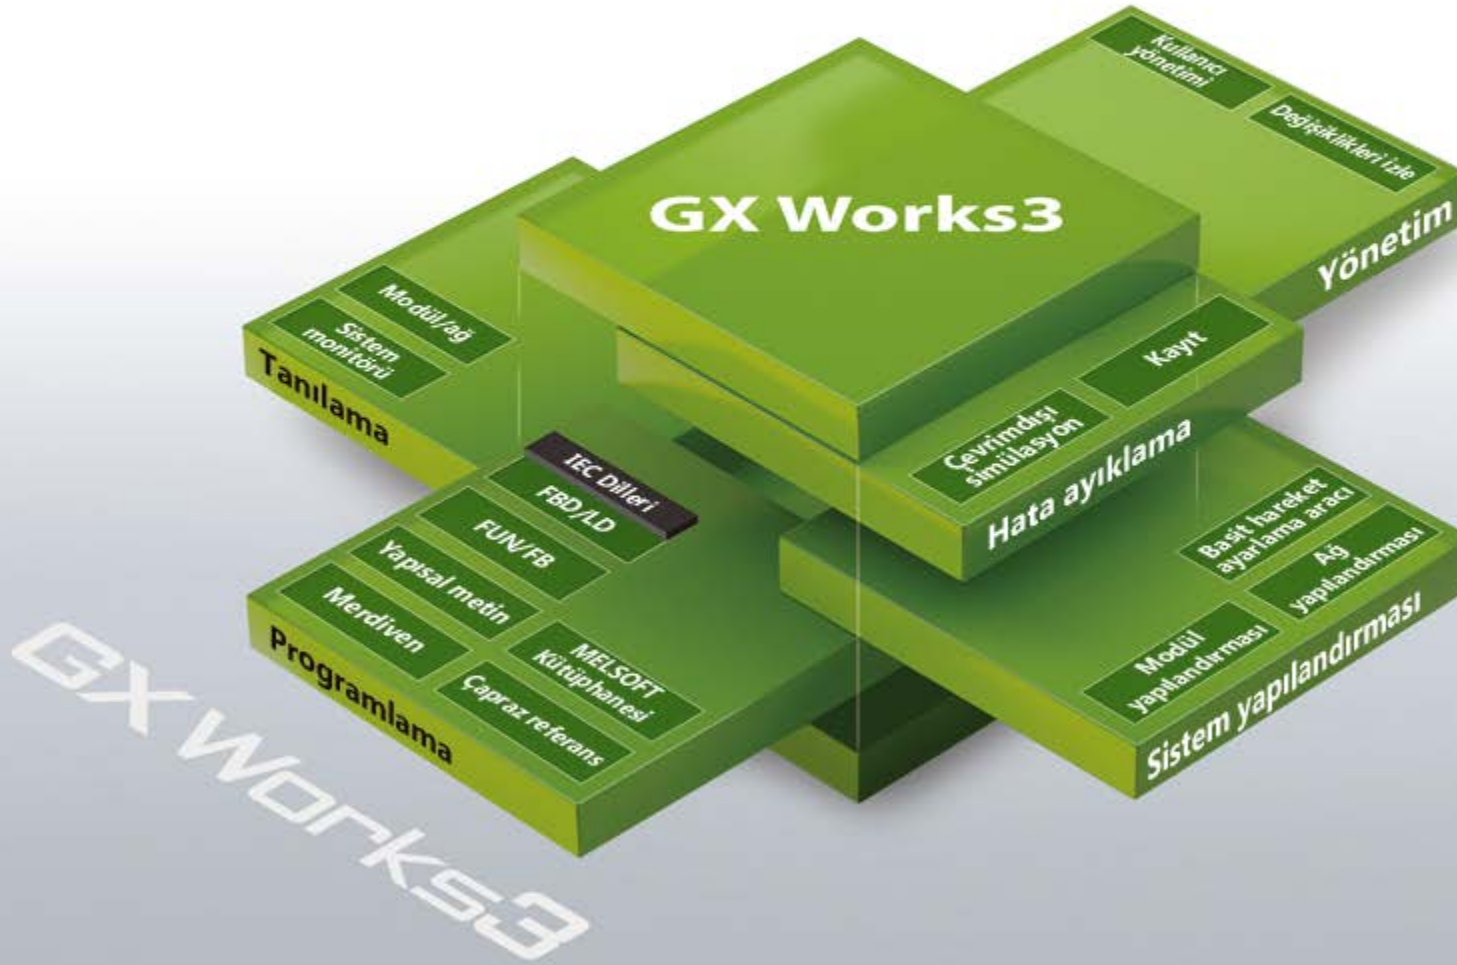 Kullanıcı
yönetimi
Değişiklikleri izle
Yönetim
GX Works3
Modül/ağ
Sistem
monitörü
Tanılama
Kayıt
Çevrimdışı
simülasyon
Hata ayıklama
IEC Dilleri
FBD/LD
FUN/FB
Yapısal metin
Merdiven
MELSOFT
Kütüphanesi
Çapraz referans
Programlama
Basit hareket
ayarlama aracı
Ağ
yapılandırması
Modül
yapılandırması
Sistem yapılandırması
GX Works3